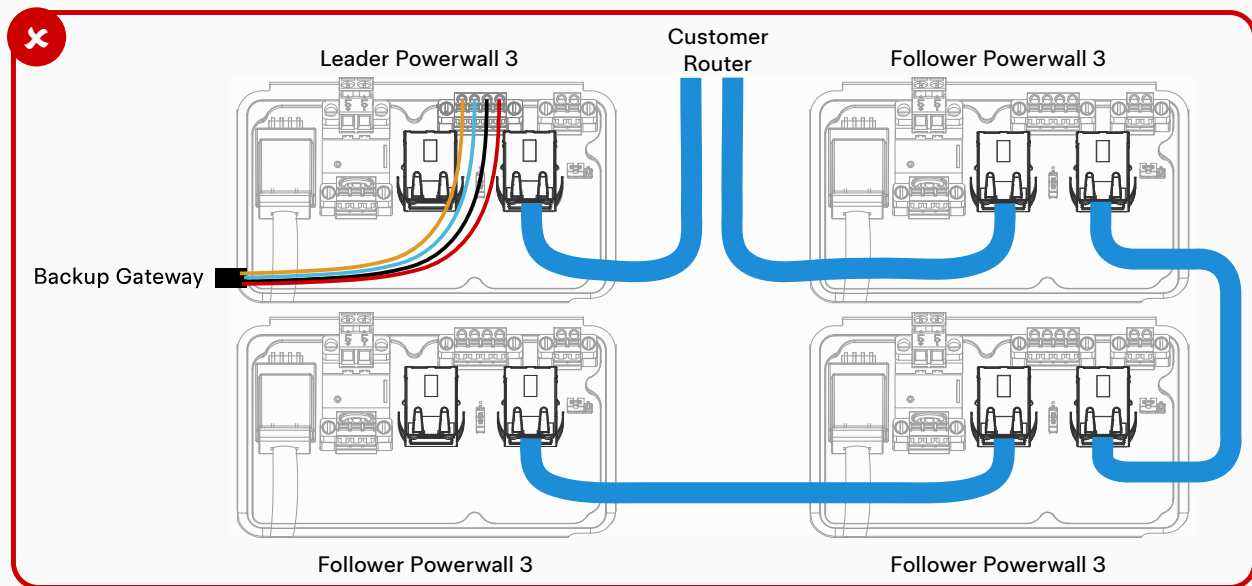 Leader Powerwall 3
Customer
Router
Follower Powerwall 3
Backup Gateway
Follower Powerwall 3
Follower Powerwall 3